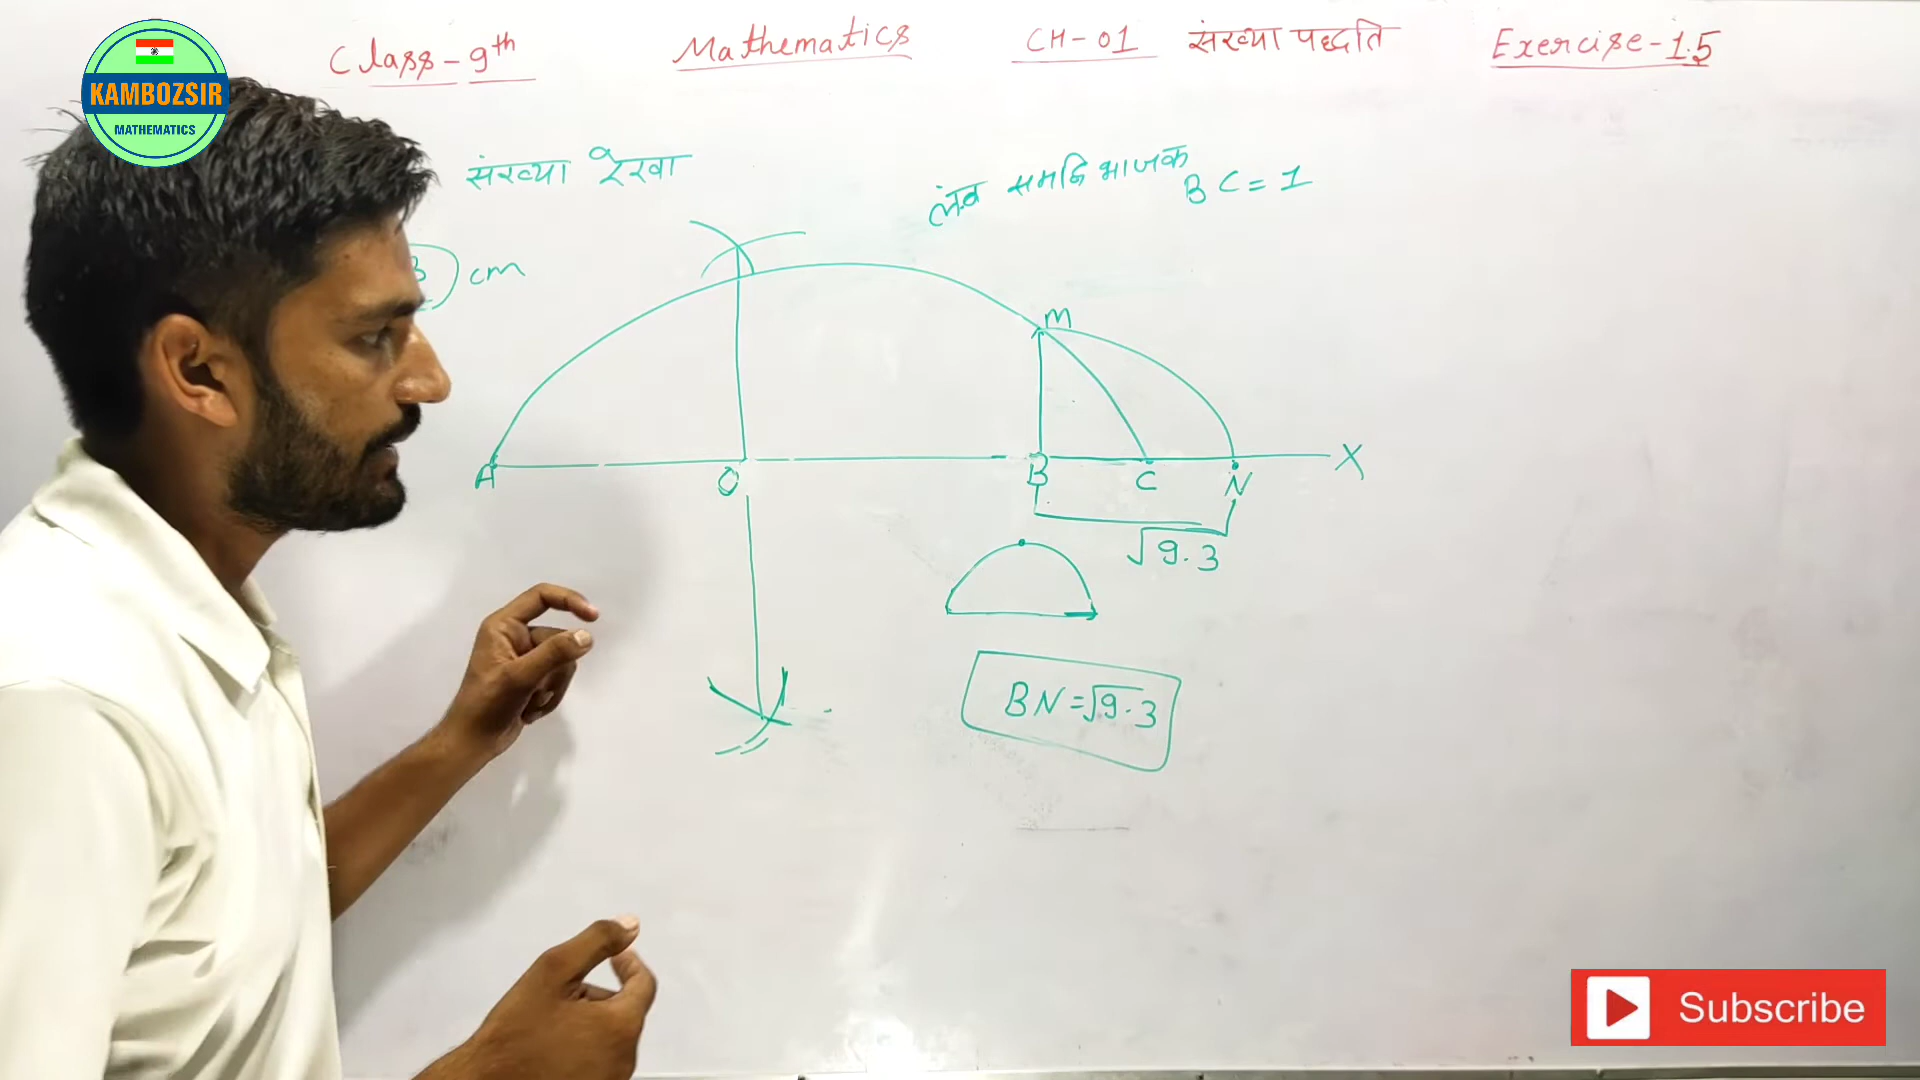 KAMBOZSIR
MATHEMATICS
Class - 9th Mathematics CH-01 संख्या पद्धति Exercise-1.5
संख्या रेखा
लंब समद्विभाजक
BC = 1
cm
M
A O B C N X
√9.3
BN = √9.3
Subscribe